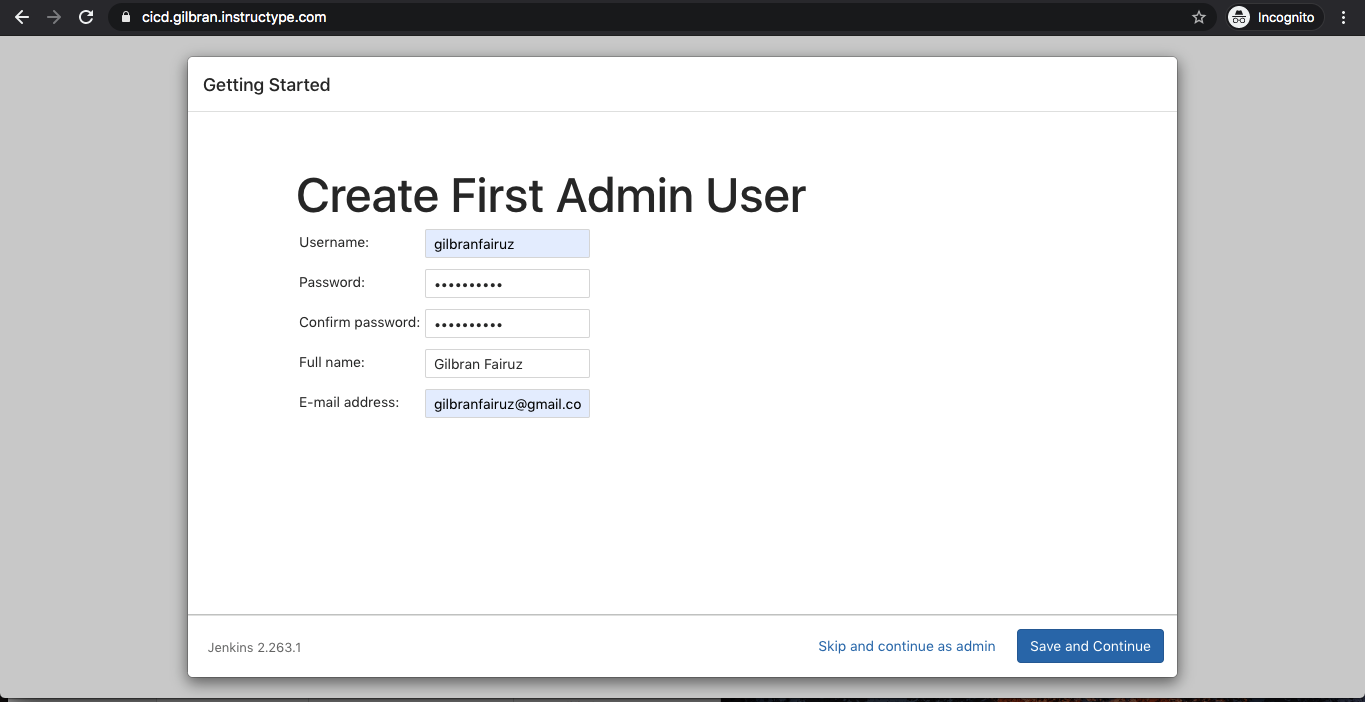 cicd.gilbran.instructype.com
Incognito
Getting Started
Create First Admin User
Username: gilbranfairuz
Password: ••••••••••
Confirm password: ••••••••••
Full name: Gilbran Fairuz
E-mail address: gilbranfairuz@gmail.co
Jenkins 2.263.1 Skip and continue as admin Save and Continue